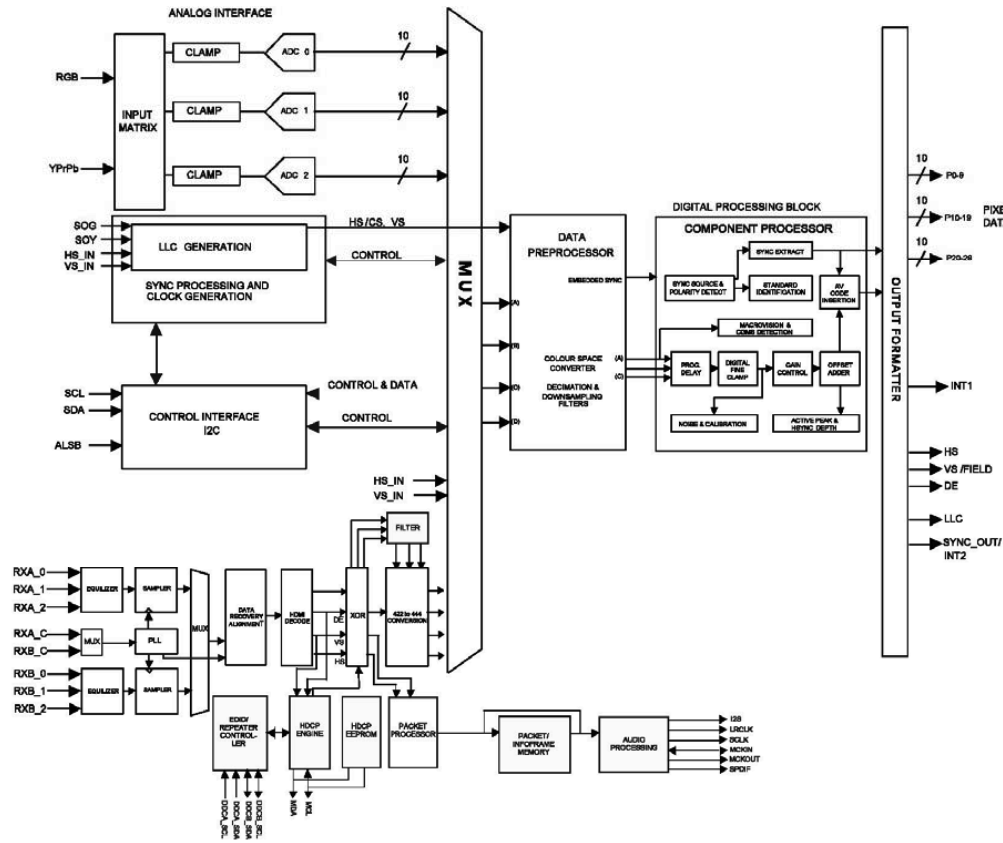 ANALOG INTERFACE
RGB
YPrPb
INPUT
MATRIX
CLAMP
ADC 0
10
CLAMP
ADC 1
10
CLAMP
ADC 2
10
SOG
SOY
HS_IN
VS_IN
LLC GENERATION
SYNC PROCESSING AND
CLOCK GENERATION
HS/CS, VS
CONTROL
SCL
SDA
ALSB
CONTROL INTERFACE
I2C
CONTROL & DATA
CONTROL
HS_IN
VS_IN
MUX
DATA
PREPROCESSOR
EMBEDDED SYNC
(A)
(B)
(D)
COLOUR SPACE
CONVERTER
DECIMATION &
DOWNSAMPLING
FILTERS
(A)
(C)
DIGITAL PROCESSING BLOCK
COMPONENT PROCESSOR
SYNC EXTRACT
SYNC SOURCE &
POLARITY DETECT
STANDARD
IDENTIFICATION
AV
CODE
INSERTION
MACROVISION &
CGMS DETECTION
PROG.
DELAY
DIGITAL
FINE
CLAMP
GAIN
CONTROL
OFFSET
ADDER
NOISE & CALIBRATION
ACTIVE PEAK &
HSYNC DEPTH
OUTPUT FORMATTER
10
P0-9
10
P10-19
PIXE
DATA
10
INT1
HS
VS /FIELD
DE
LLC
SYNC_OUT/
INT2
RXA_0
RXA_1
RXA_2
RXA_C
RXB_C
RXB_0
RXB_1
RXB_2
EQUILIZER
SAMPLER
MUX
PLL
EQUILIZER
SAMPLER
MUX
DATA
RECOVERY
ALIGNMENT
HDMI
DECODE
DE
VS
HS
XOR
FILTER
422 to 444
CONVERSION
EDID/
REPEATER
CONTROL-
LER
HDCP
ENGINE
HDCP
EEPROM
PACKET
PROCESSOR
PACKET/
INFOFRAME
MEMORY
AUDIO
PROCESSING
I2S
LRCLK
SCLK
MCKIN
MCKOUT
SPDIF
DDCA_SCL
DDCA_SDA
DDCB_SDA
DDCB_SCL
MDA
MCL